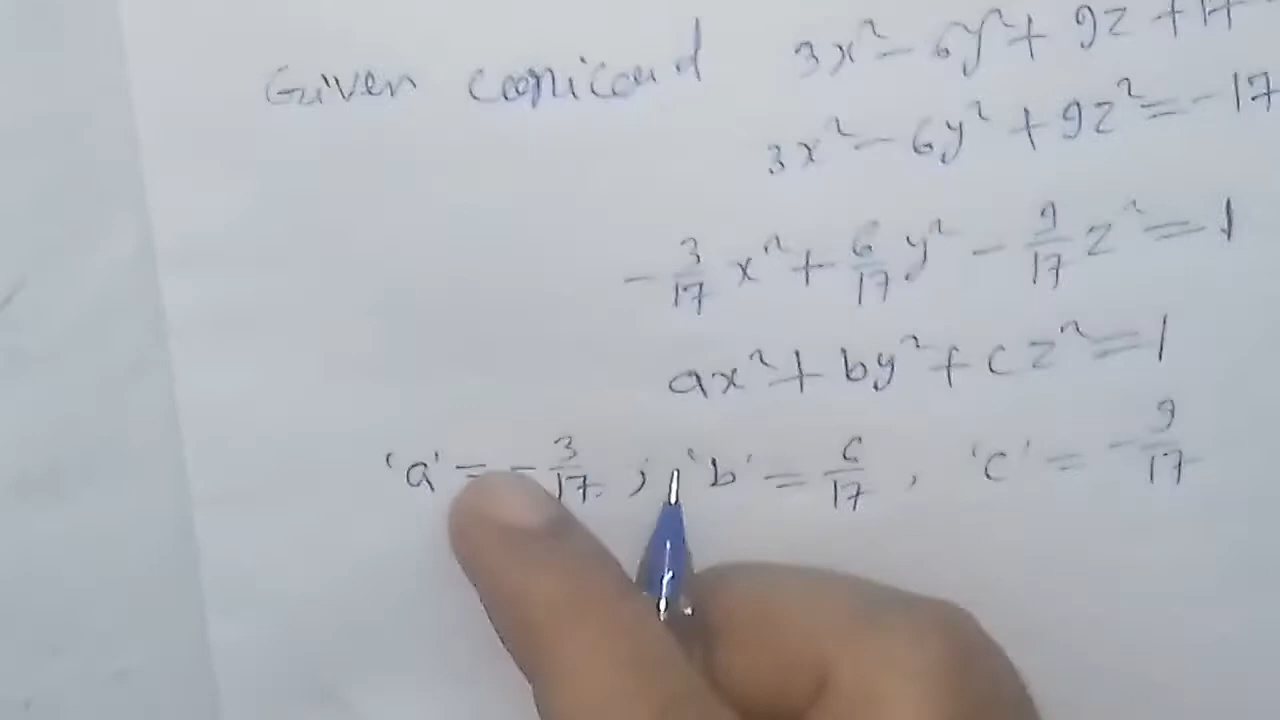 Given conicoid 3x² - 6y² + 9z + 17
3x² - 6y² + 9z² = -17
- 3/17 x² + 6/17 y² - 9/17 z² = 1
ax² + by² + cz² = 1
'a' = - 3/17 ; 'b' = 6/17 , 'c' = - 9/17